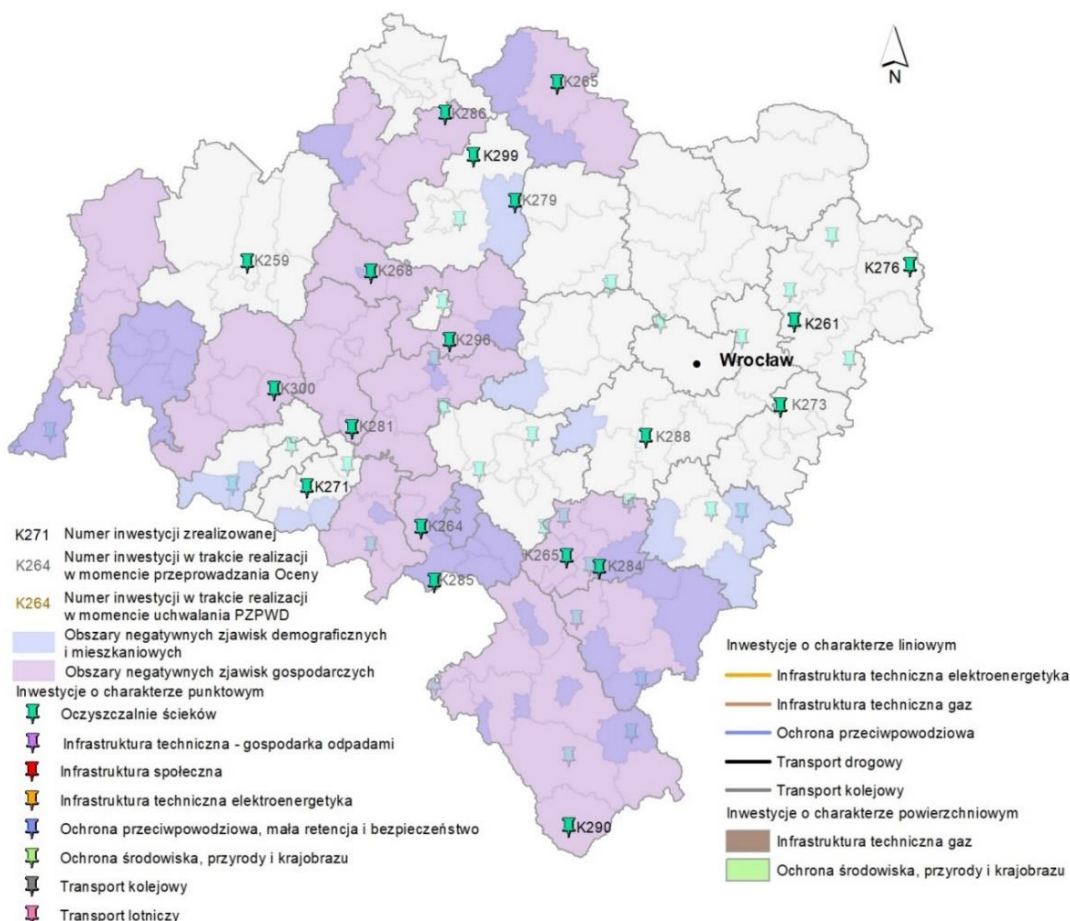 N
K265
K286
K299
K279
K259
K268
K276
K261
K296
Wrocław
K300
K273
K281
K288
K271
K264
K265
K284
K285
K290
K271 Numer inwestycji zrealizowanej
K264 Numer inwestycji w trakcie realizacji
w momencie przeprowadzania Oceny
K264 Numer inwestycji w trakcie realizacji
w momencie uchwalania PZPWD
Obszary negatywnych zjawisk demograficznych
i mieszkaniowych
Obszary negatywnych zjawisk gospodarczych
Inwestycje o charakterze punktowym
Oczyszczalnie ścieków
Infrastruktura techniczna - gospodarka odpadami
Infrastruktura społeczna
Infrastruktura techniczna elektroenergetyka
Ochrona przeciwpowodziowa, mała retencja i bezpieczeństwo
Ochrona środowiska, przyrody i krajobrazu
Transport kolejowy
Transport lotniczy
Inwestycje o charakterze liniowym
Infrastruktura techniczna elektroenergetyka
Infrastruktura techniczna gaz
Ochrona przeciwpowodziowa
Transport drogowy
Transport kolejowy
Inwestycje o charakterze powierzchniowym
Infrastruktura techniczna gaz
Ochrona środowiska, przyrody i krajobrazu